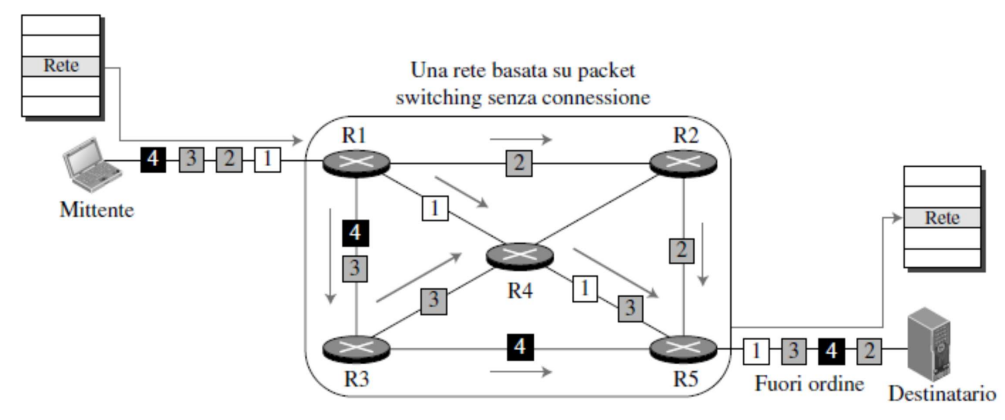 Rete
Una rete basata su packet
switching senza connessione
R1
R2
4 3 2 1
2
Mittente
1
Rete
4
3
2
R4
3
1
3
4
1 3 4 2
R3
R5
Fuori ordine
Destinatario